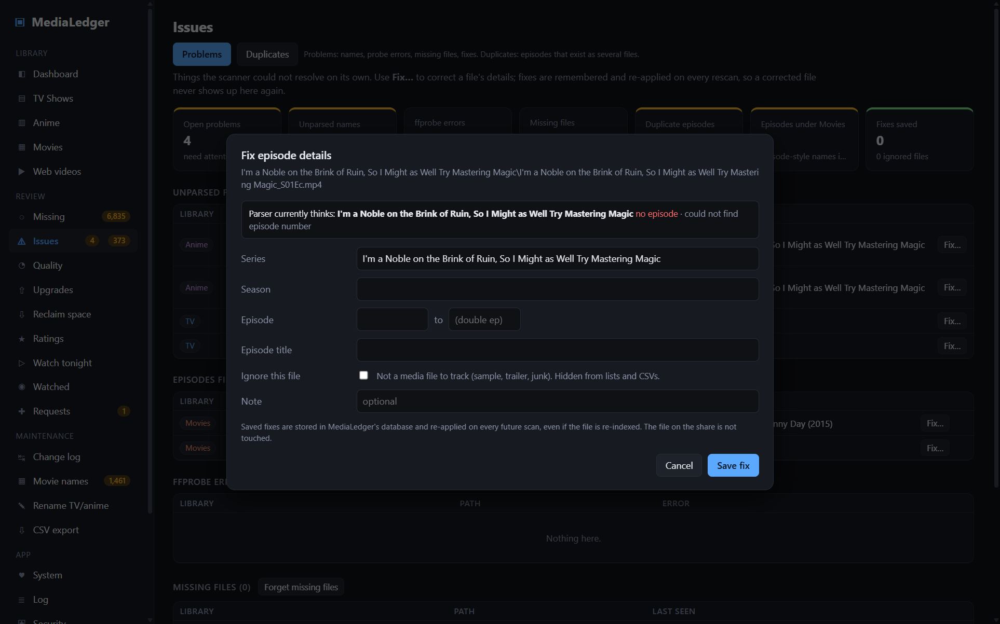 MediaLedger
LIBRARY
Dashboard
TV Shows
Anime
Movies
Web videos
REVIEW
Missing 6,835
Issues 4 373
Quality
Upgrades
Reclaim space
Ratings
Watch tonight
Watched
Requests 1
MAINTENANCE
Change log
Movie names 1,461
Rename TV/anime
CSV export
APP
System
Log
Security
Issues
Problems Duplicates Problems: names, probe errors, missing files, fixes. Duplicates: episodes that exist as several files.
Things the scanner could not resolve on its own. Use Fix... to correct a file's details; fixes are remembered and re-applied on every rescan, so a corrected file
never shows up here again.
Open problems Unparsed names ffprobe errors Missing files Duplicate episodes Episodes under Movies Fixes saved
4 0
need attent sode-style names i... 0 ignored files
UNPARSED F
LIBRARY
Anime So I Might as Well Try Mastering Magic Fix...
Anime So I Might as Well Try Mastering Magic Fix...
TV Fix...
TV Fix...
EPISODES FI
LIBRARY
Movies nny Day (2015) Fix...
Movies Fix...
Fix episode details
I'm a Noble on the Brink of Ruin, So I Might as Well Try Mastering Magic\I'm a Noble on the Brink of Ruin, So I Might as Well Try Masteri
ng Magic_S01Ec.mp4
Parser currently thinks: I'm a Noble on the Brink of Ruin, So I Might as Well Try Mastering Magic no episode · could not find
episode number
Series I'm a Noble on the Brink of Ruin, So I Might as Well Try Mastering Magic
Season
Episode to (double ep)
Episode title
Ignore this file Not a media file to track (sample, trailer, junk). Hidden from lists and CSVs.
Note optional
Saved fixes are stored in MediaLedger's database and re-applied on every future scan, even if the file is re-indexed. The file on the share is not
touched.
Cancel Save fix
FFPROBE ER
LIBRARY PATH ERROR
Nothing here.
MISSING FILES (0) Forget missing files
LIBRARY PATH LAST SEEN